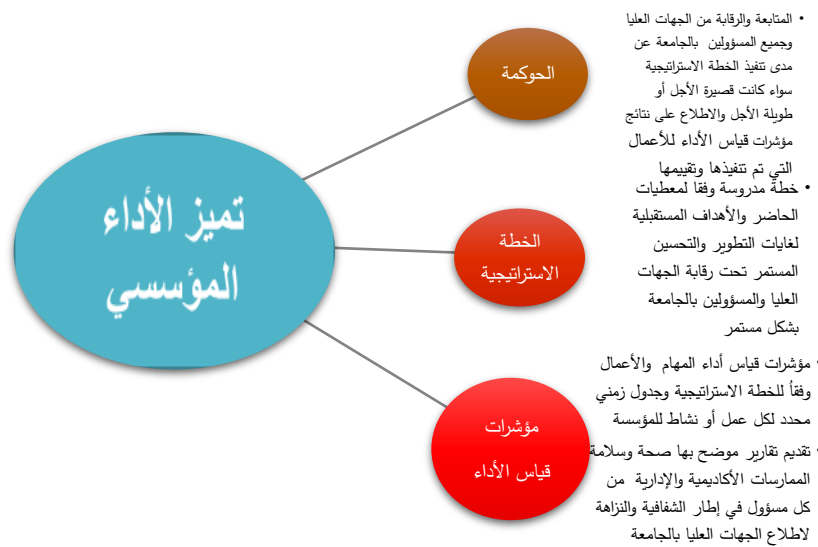 تميز الأداء
المؤسسي
الحوكمة
• المتابعة والرقابة من الجهات العليا
وجميع المسؤولين بالجامعة عن
مدى تنفيذ الخطة الاستراتيجية
سواء كانت قصيرة الأجل أو
طويلة الأجل والاطلاع على نتائج
مؤشرات قياس الأداء للأعمال
التي تم تنفيذها وتقييمها
الخطة
الاستراتيجية
• خطة مدروسة وفقا لمعطيات
الحاضر والأهداف المستقبلية
لغايات التطوير والتحسين
المستمر تحت رقابة الجهات
العليا والمسؤولين بالجامعة
بشكل مستمر
مؤشرات
قياس الأداء
• مؤشرات قياس أداء المهام والأعمال
وفقاُ للخطة الاستراتيجية وجدول زمني
محدد لكل عمل أو نشاط للمؤسسة
• تقديم تقارير موضح بها صحة وسلامة
الممارسات الأكاديمية والإدارية من
كل مسؤول في إطار الشفافية والنزاهة
لاطلاع الجهات العليا بالجامعة